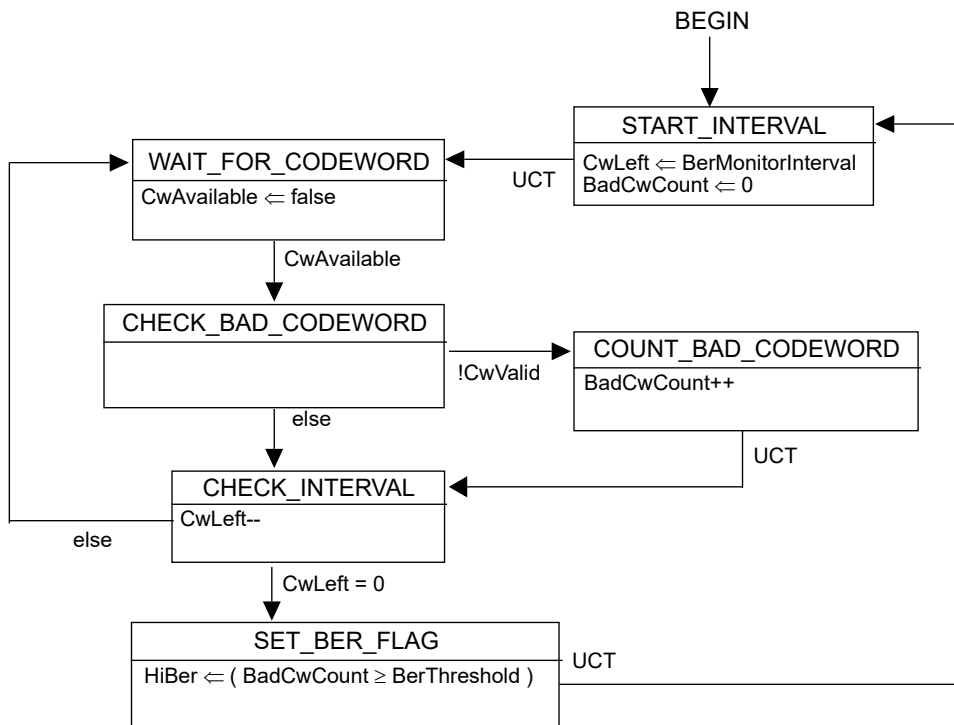 BEGIN
START_INTERVAL
CwLeft ⇐ BerMonitorInterval
BadCwCount ⇐ 0
UCT
WAIT_FOR_CODEWORD
CwAvailable ⇐ false
CwAvailable
CHECK_BAD_CODEWORD
!CwValid
COUNT_BAD_CODEWORD
BadCwCount++
else
UCT
CHECK_INTERVAL
CwLeft--
else
CwLeft = 0
SET_BER_FLAG
HiBer ⇐ ( BadCwCount ≥ BerThreshold )
UCT